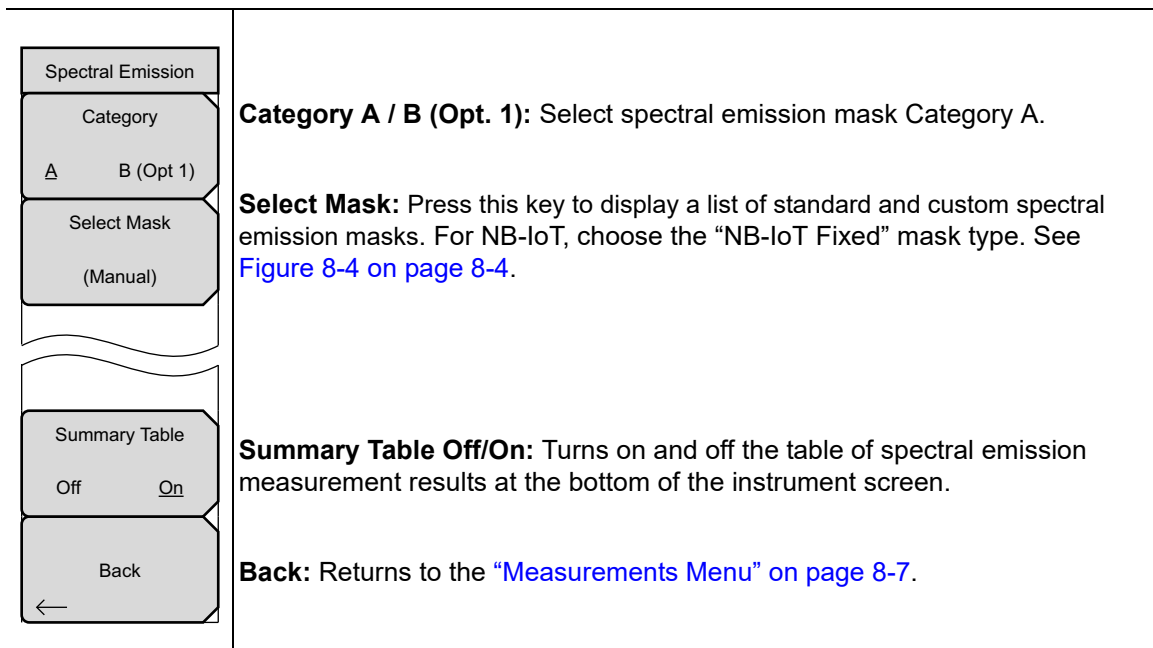 Spectral Emission
Category
A B (Opt 1)
Select Mask
(Manual)
Summary Table
Off On
Back
Category A / B (Opt. 1): Select spectral emission mask Category A.
Select Mask: Press this key to display a list of standard and custom spectral
emission masks. For NB-IoT, choose the “NB-IoT Fixed” mask type. See
Figure 8-4 on page 8-4.
Summary Table Off/On: Turns on and off the table of spectral emission
measurement results at the bottom of the instrument screen.
Back: Returns to the “Measurements Menu” on page 8-7.